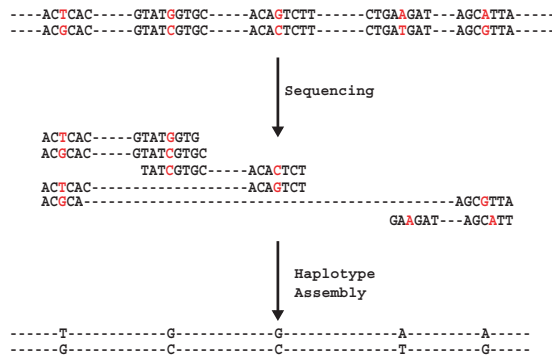 ----ACTCAC-----GTATGGTGC----ACAGTCTT------CTGAAGAT---AGCATTA----
----ACGCAC-----GTATCGTGC----ACACTCTT------CTGATGAT---AGCGTTA----
Sequencing
ACTCAC-----GTATGGTG
ACGCAC-----GTATCGTGC
TATCGTGC----ACACTCT
ACTCAC-----------------ACAGTCT
ACGCA----------------------------------------AGCGTTA
GAAGAT---AGCATT
Haplotype
Assembly
------T-----------G------------G--------------A---------A-----
------G-----------C------------C--------------T---------G-----